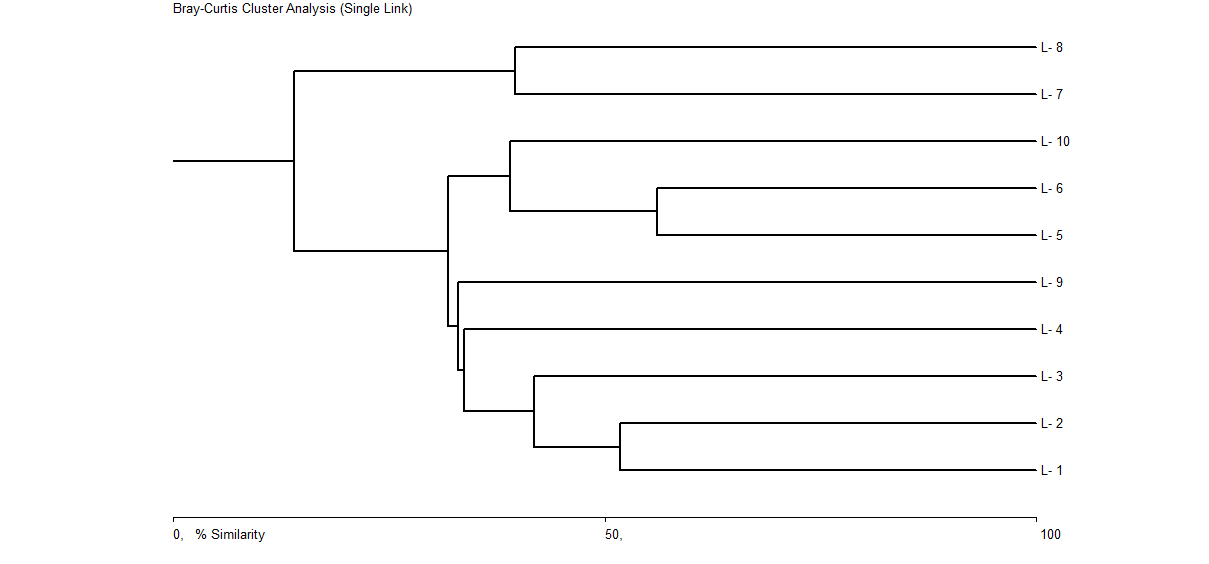 Bray-Curtis Cluster Analysis (Single Link)
L- 8
L- 7
L- 10
L- 6
L- 5
L- 9
L- 4
L- 3
L- 2
L- 1
0, % Similarity 50, 100